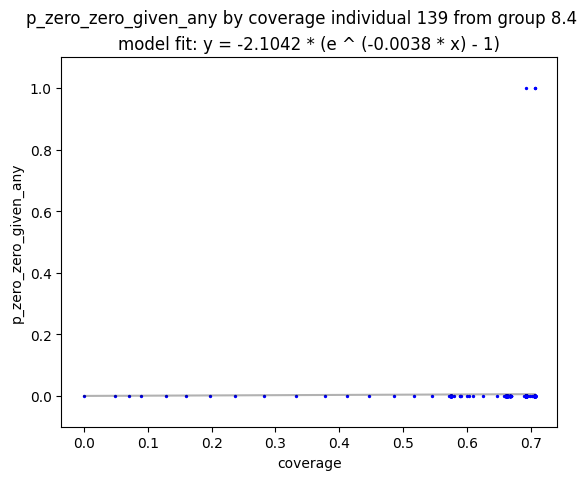 p_zero_zero_given_any by coverage individual 139 from group 8.4
model fit: y = -2.1042 * (e ^ (-0.0038 * x) - 1)
1.0
0.8
0.6
0.4
0.2
0.0
p_zero_zero_given_any
0.0 0.1 0.2 0.3 0.4 0.5 0.6 0.7
coverage